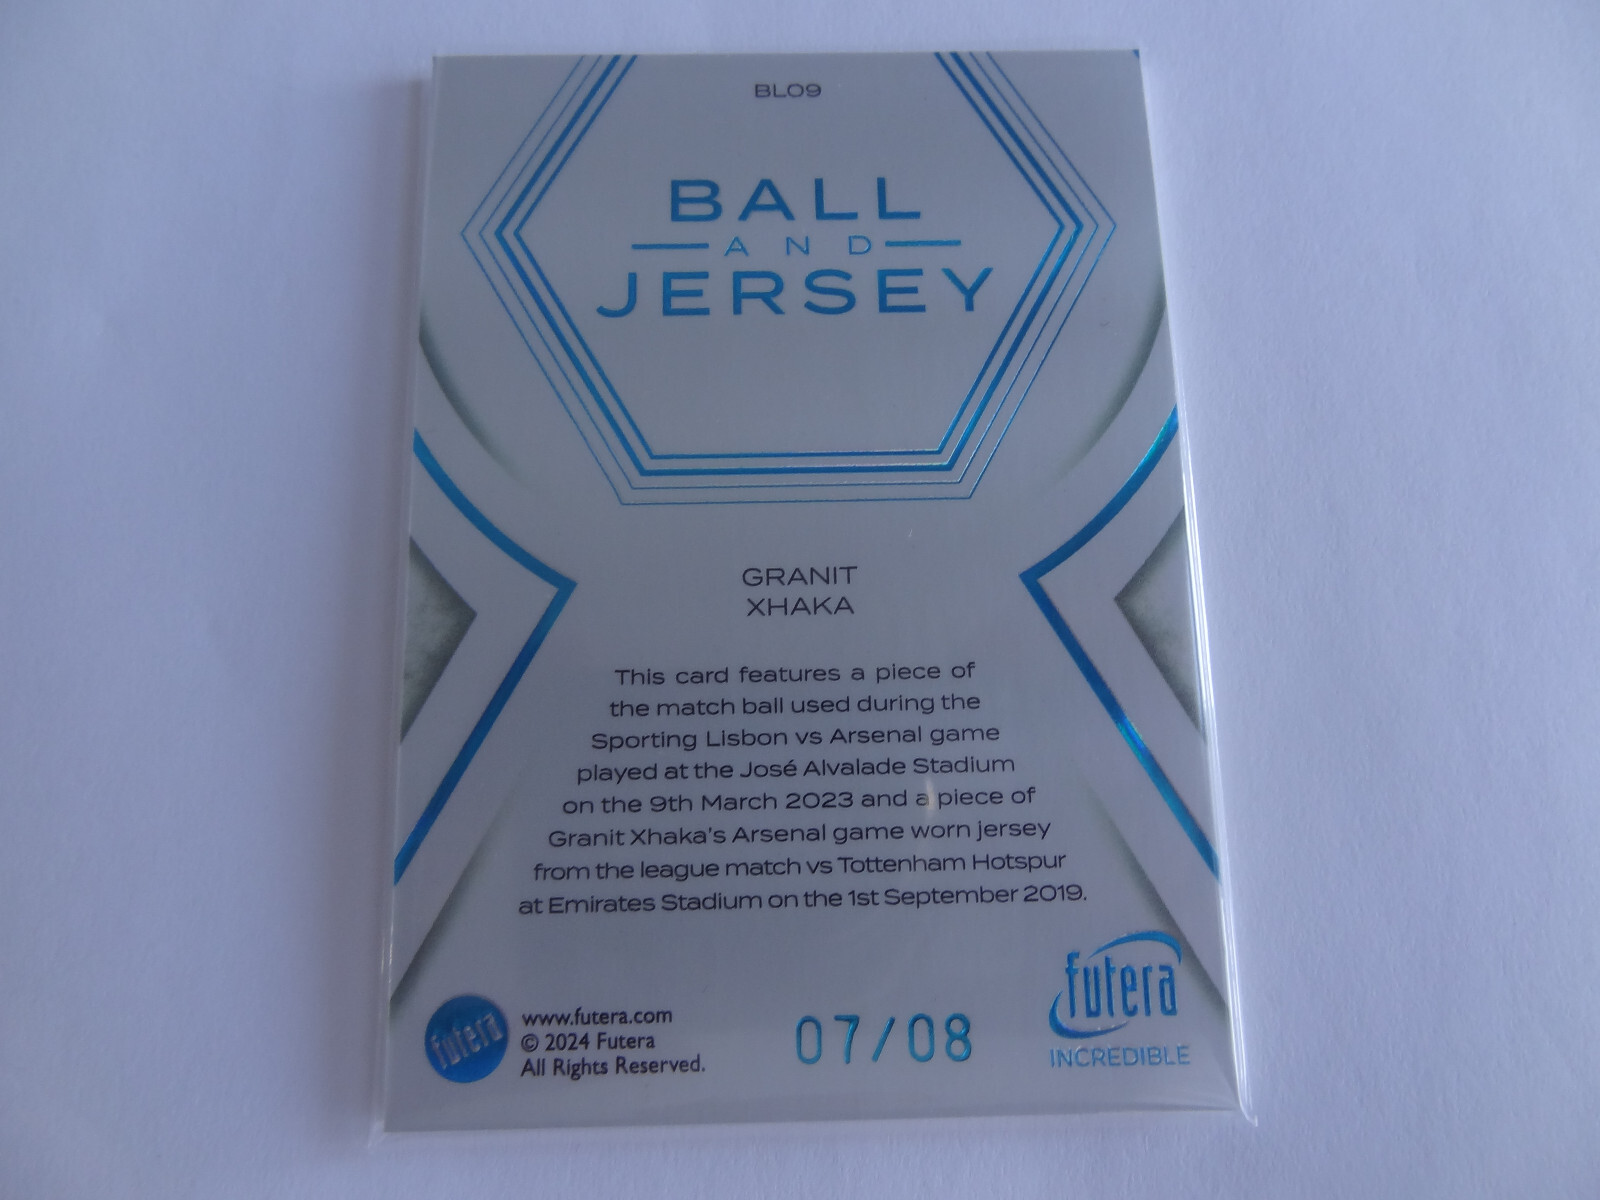 BL09
BALL
AND
JERSEY
GRANIT
XHAKA
This card features a piece of
the match ball used during the
Sporting Lisbon vs Arsenal game
played at the José Alvalade Stadium
on the 9th March 2023 and a piece of
Granit Xhaka's Arsenal game worn jersey
from the league match vs Tottenham Hotspur
at Emirates Stadium on the 1st September 2019.
futera
www.futera.com
© 2024 Futera
All Rights Reserved.
07/08
futera
INCREDIBLE